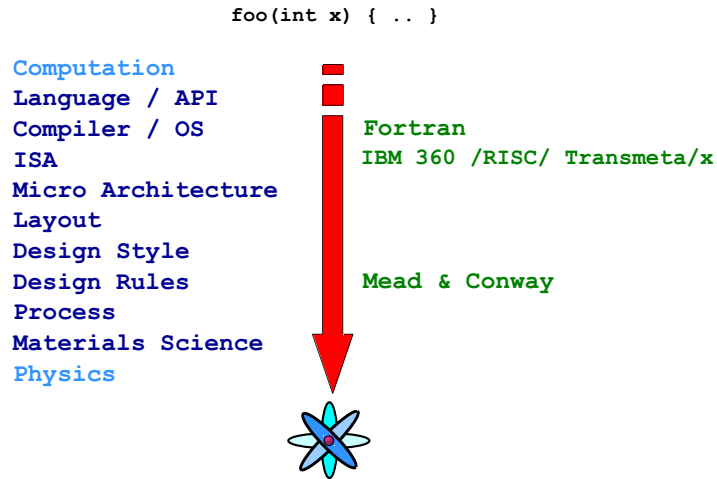 foo(int x) { .. }
Computation
Language / API
Compiler / OS
Fortran
ISA
IBM 360 /RISC/ Transmeta/x
Micro Architecture
Layout
Design Style
Design Rules
Mead & Conway
Process
Materials Science
Physics